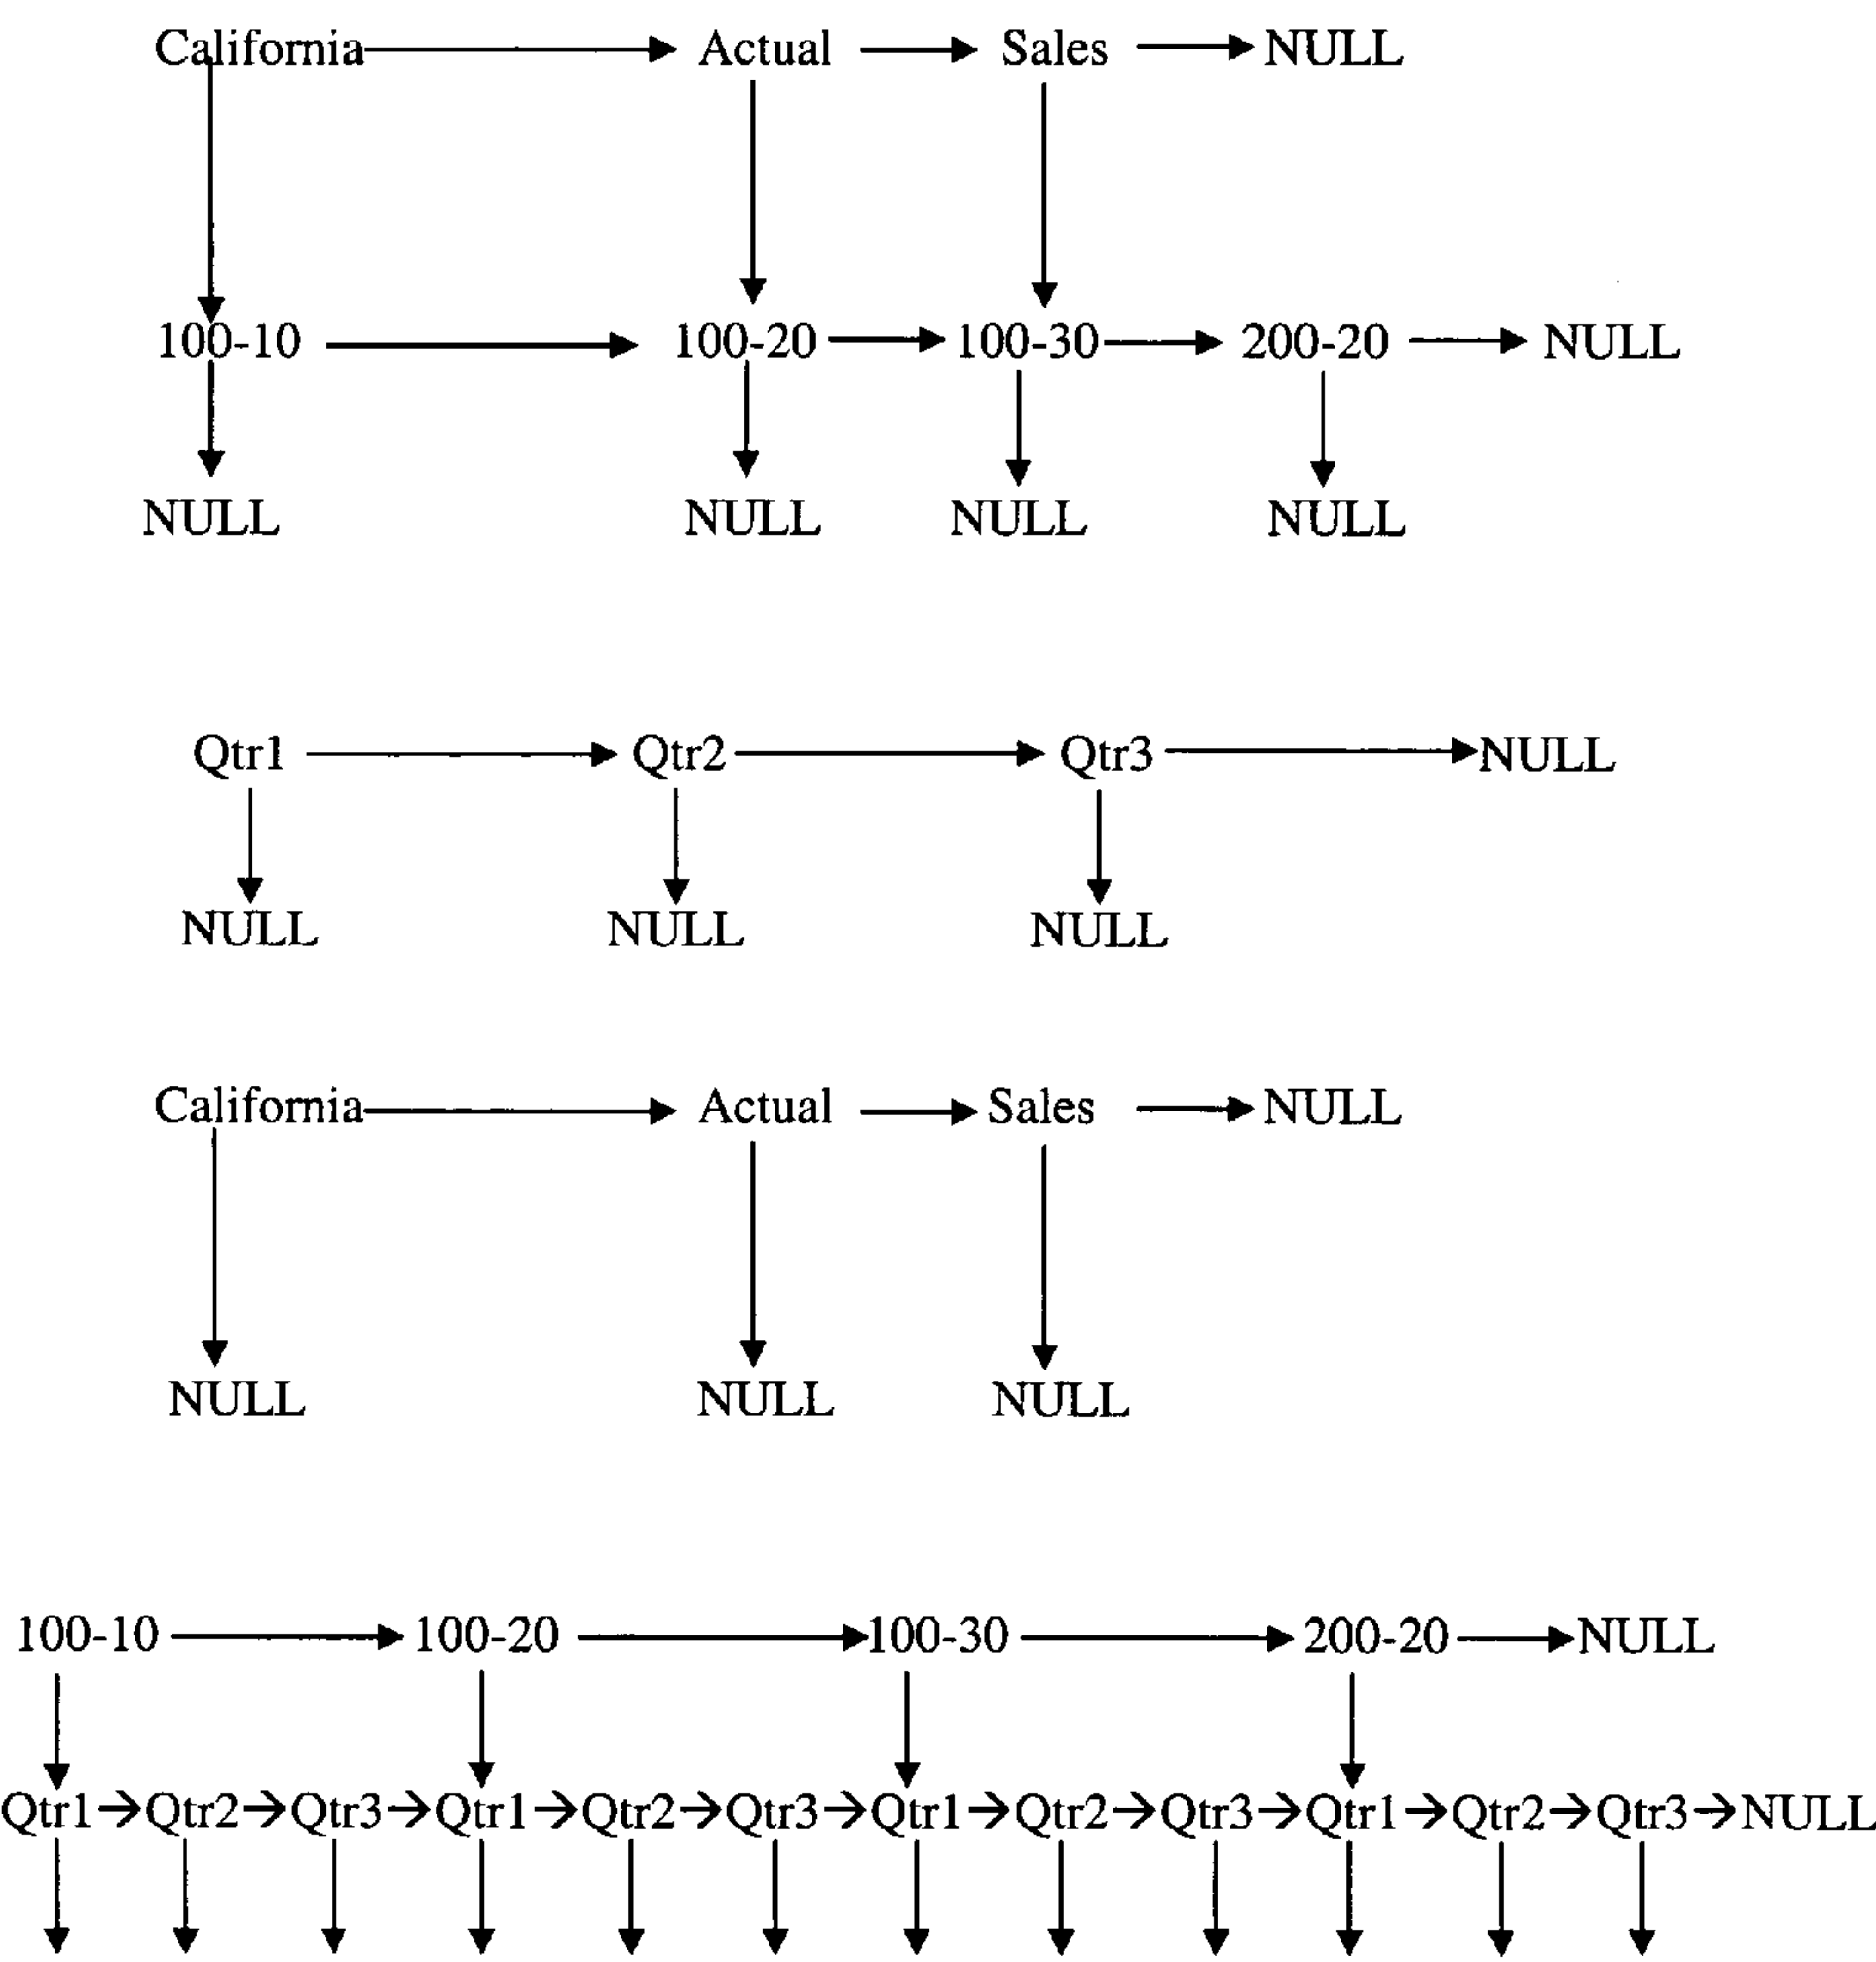 California Actual Sales NULL
100-10 100-20 100-30 200-20 NULL
NULL NULL NULL NULL
Qtr1 Qtr2 Qtr3 NULL
NULL NULL NULL
California Actual Sales NULL
NULL NULL NULL
100-10 100-20 100-30 200-20 NULL
Qtr1 → Qtr2 → Qtr3 → Qtr1 → Qtr2 → Qtr3 → Qtr1 → Qtr2 → Qtr3 → Qtr1 → Qtr2 → Qtr3 → NULL